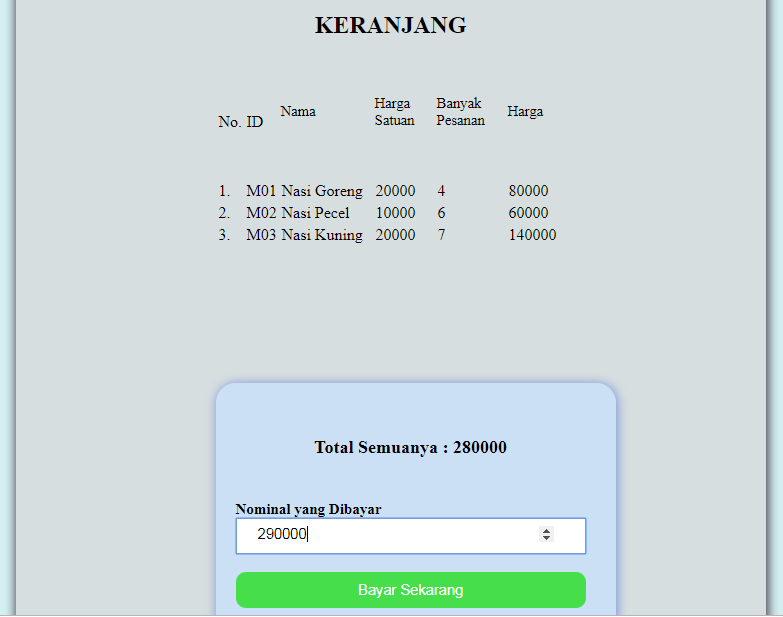 KERANJANG
No. ID Nama Harga Satuan Banyak Pesanan Harga
1. M01 Nasi Goreng 20000 4 80000
2. M02 Nasi Pecel 10000 6 60000
3. M03 Nasi Kuning 20000 7 140000
Total Semuanya : 280000
Nominal yang Dibayar
290000
Bayar Sekarang